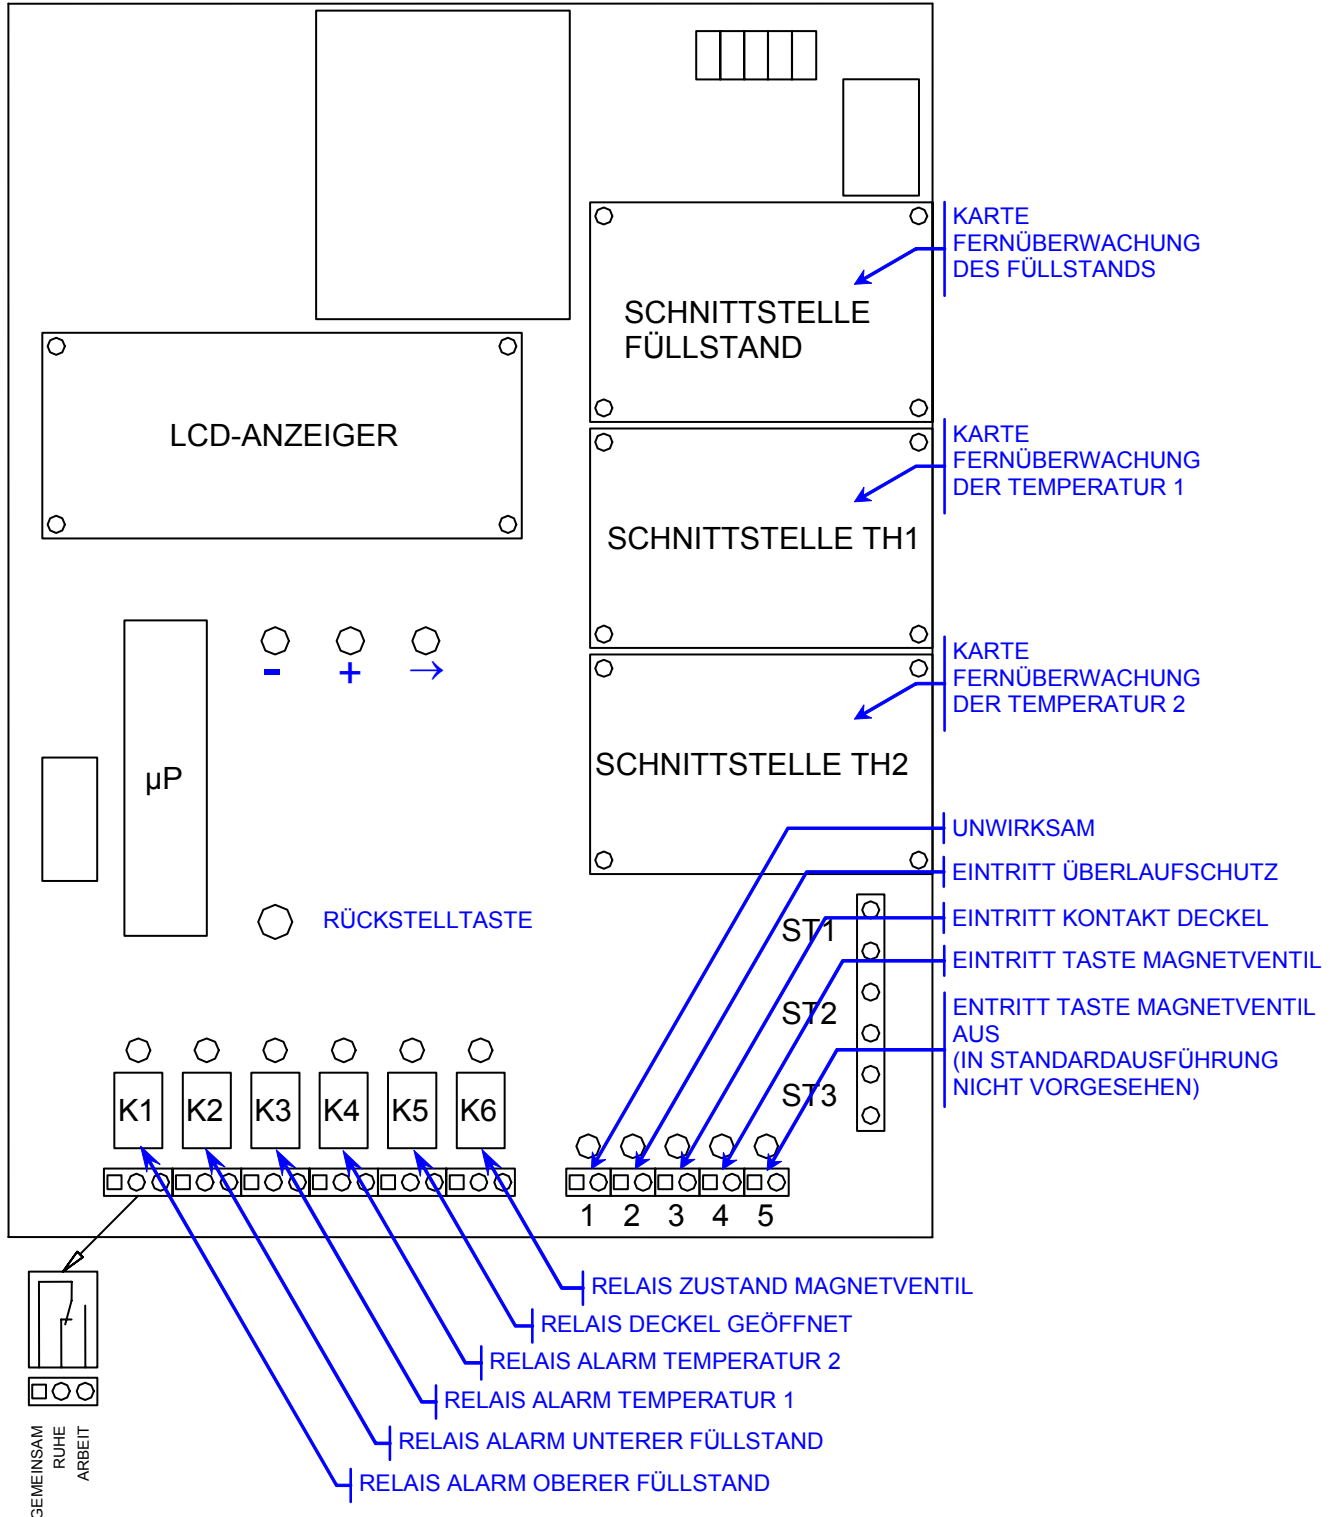 KARTE
FERNÜBERWACHUNG
DES FÜLLSTANDS
SCHNITTSTELLE
FÜLLSTAND
LCD-ANZEIGER
KARTE
FERNÜBERWACHUNG
DER TEMPERATUR 1
SCHNITTSTELLE TH1
- + →
KARTE
FERNÜBERWACHUNG
DER TEMPERATUR 2
SCHNITTSTELLE TH2
µP
UNWIRKSAM
EINTRITT ÜBERLAUFSCHUTZ
RÜCKSTELLTASTE
EINTRITT KONTAKT DECKEL
ST1
EINTRITT TASTE MAGNETVENTIL
ST2
ENTRITT TASTE MAGNETVENTIL
AUS
(IN STANDARDAUSFÜHRUNG
NICHT VORGESEHEN)
ST3
K1 K2 K3 K4 K5 K6
1 2 3 4 5
RELAIS ZUSTAND MAGNETVENTIL
RELAIS DECKEL GEÖFFNET
RELAIS ALARM TEMPERATUR 2
RELAIS ALARM TEMPERATUR 1
RELAIS ALARM UNTERER FÜLLSTAND
RELAIS ALARM OBERER FÜLLSTAND
GEMEINSAM
RUHE
ARBEIT